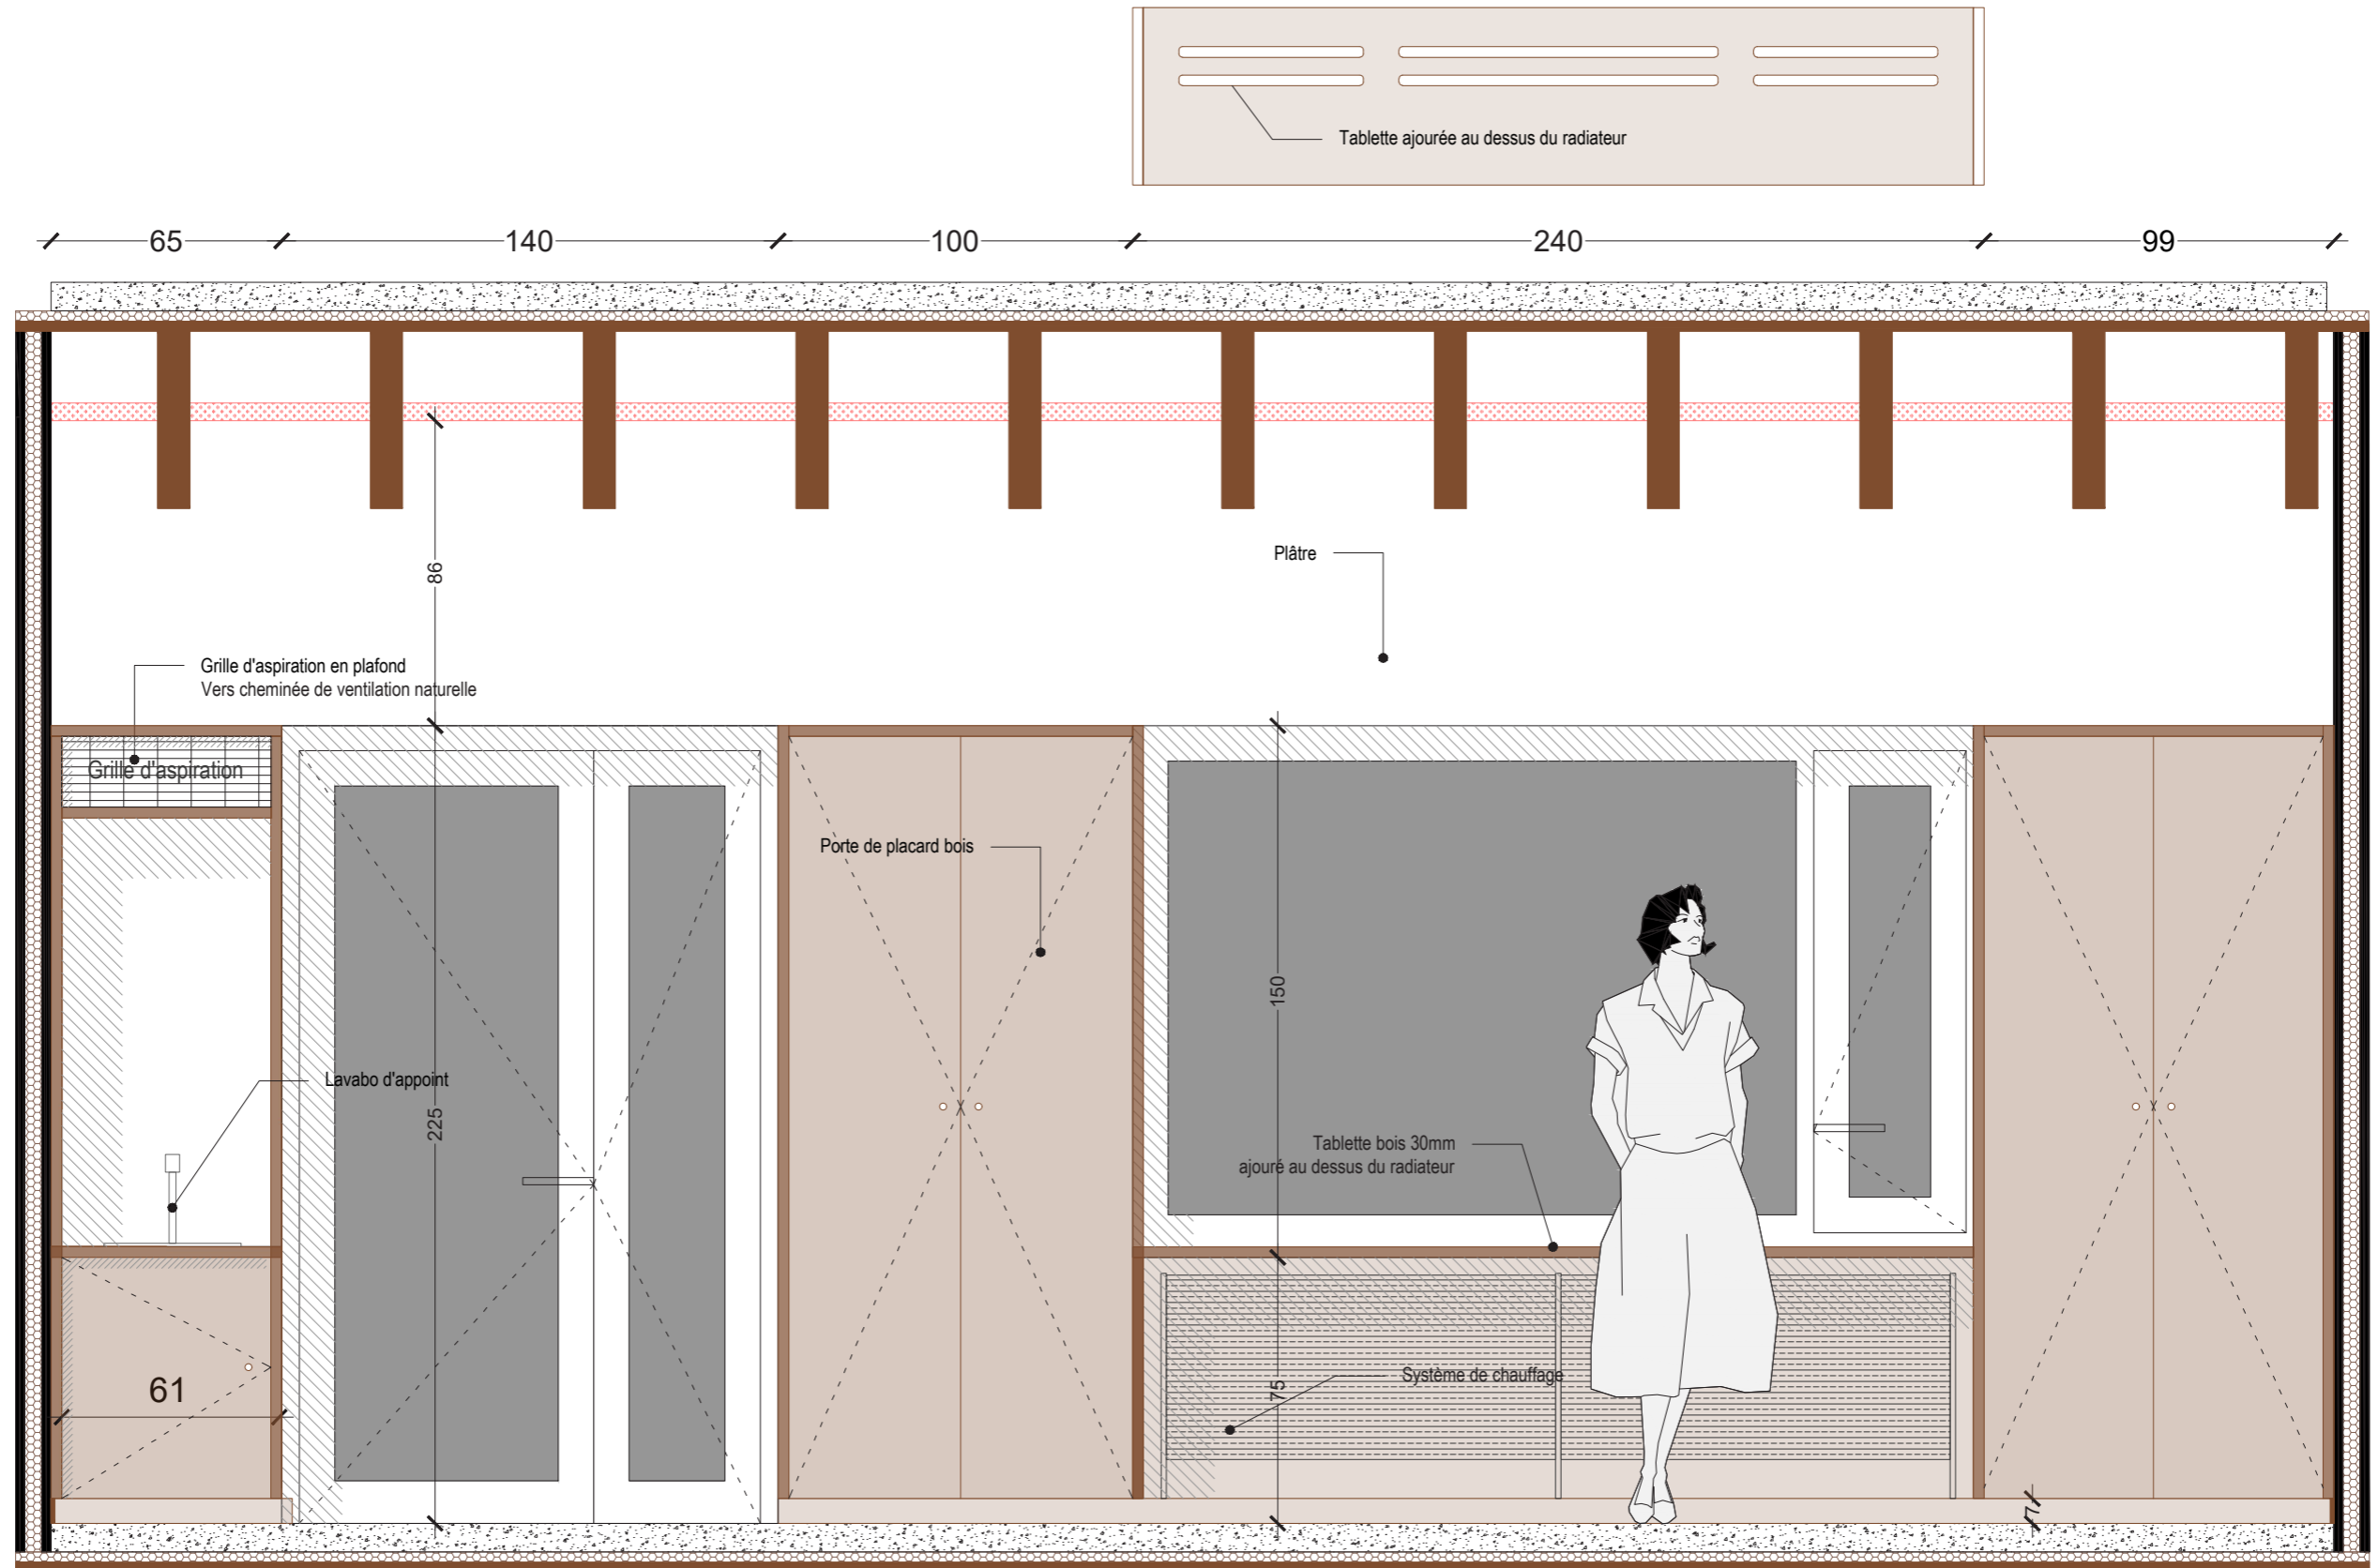 Tablette ajourée au dessus du radiateur
65
140
100
240
99
Plâtre
86
Grille d'aspiration en plafond
Vers cheminée de ventilation naturelle
Grille d'aspiration
Porte de placard bois
150
Lavabo d'appoint
225
Tablette bois 30mm
ajouré au dessus du radiateur
Système de chauffage
75
61
7